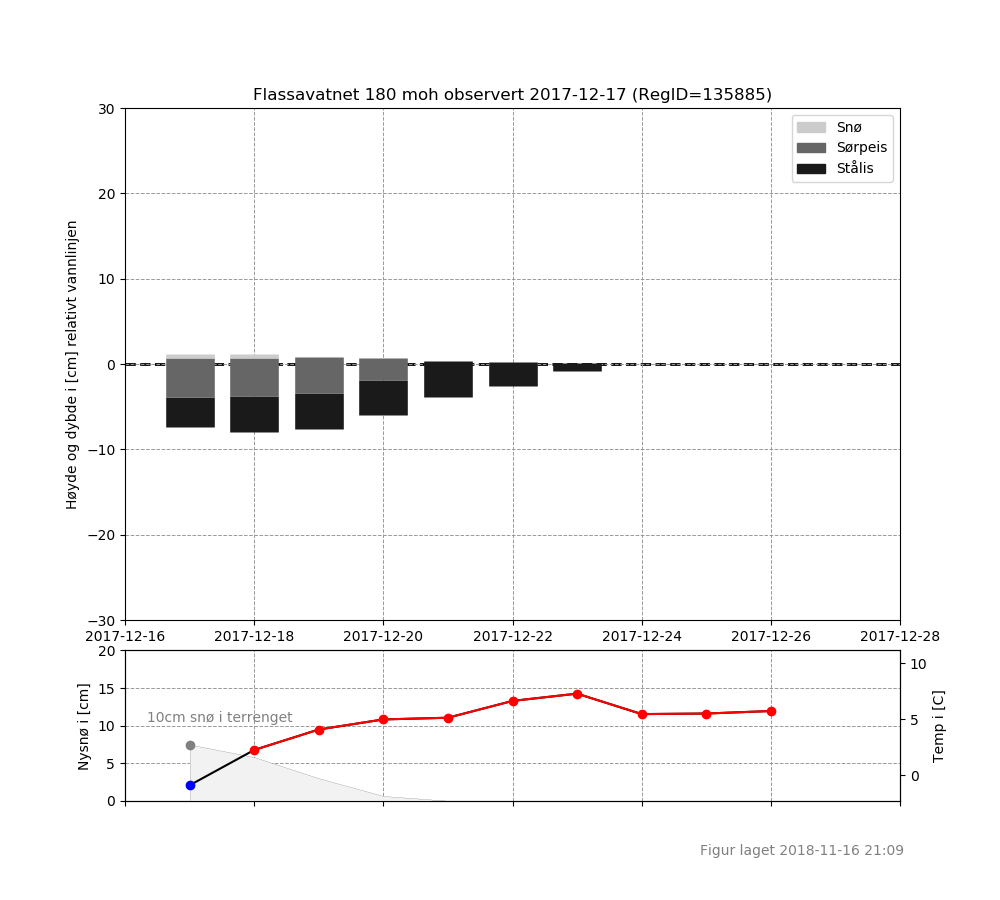 Flassavatnet 180 moh observert 2017-12-17 (RegID=135885)
Snø
Sørpeis
Stålis
Høyde og dybde i [cm] relativt vannlinjen
30
20
10
0
−10
−20
−30
2017-12-16
2017-12-18
2017-12-20
2017-12-22
2017-12-24
2017-12-26
2017-12-28
Nysnø i [cm]
20
15
10
5
0
10cm snø i terrenget
10
5
0
Temp i [C]
Figur laget 2018-11-16 21:09